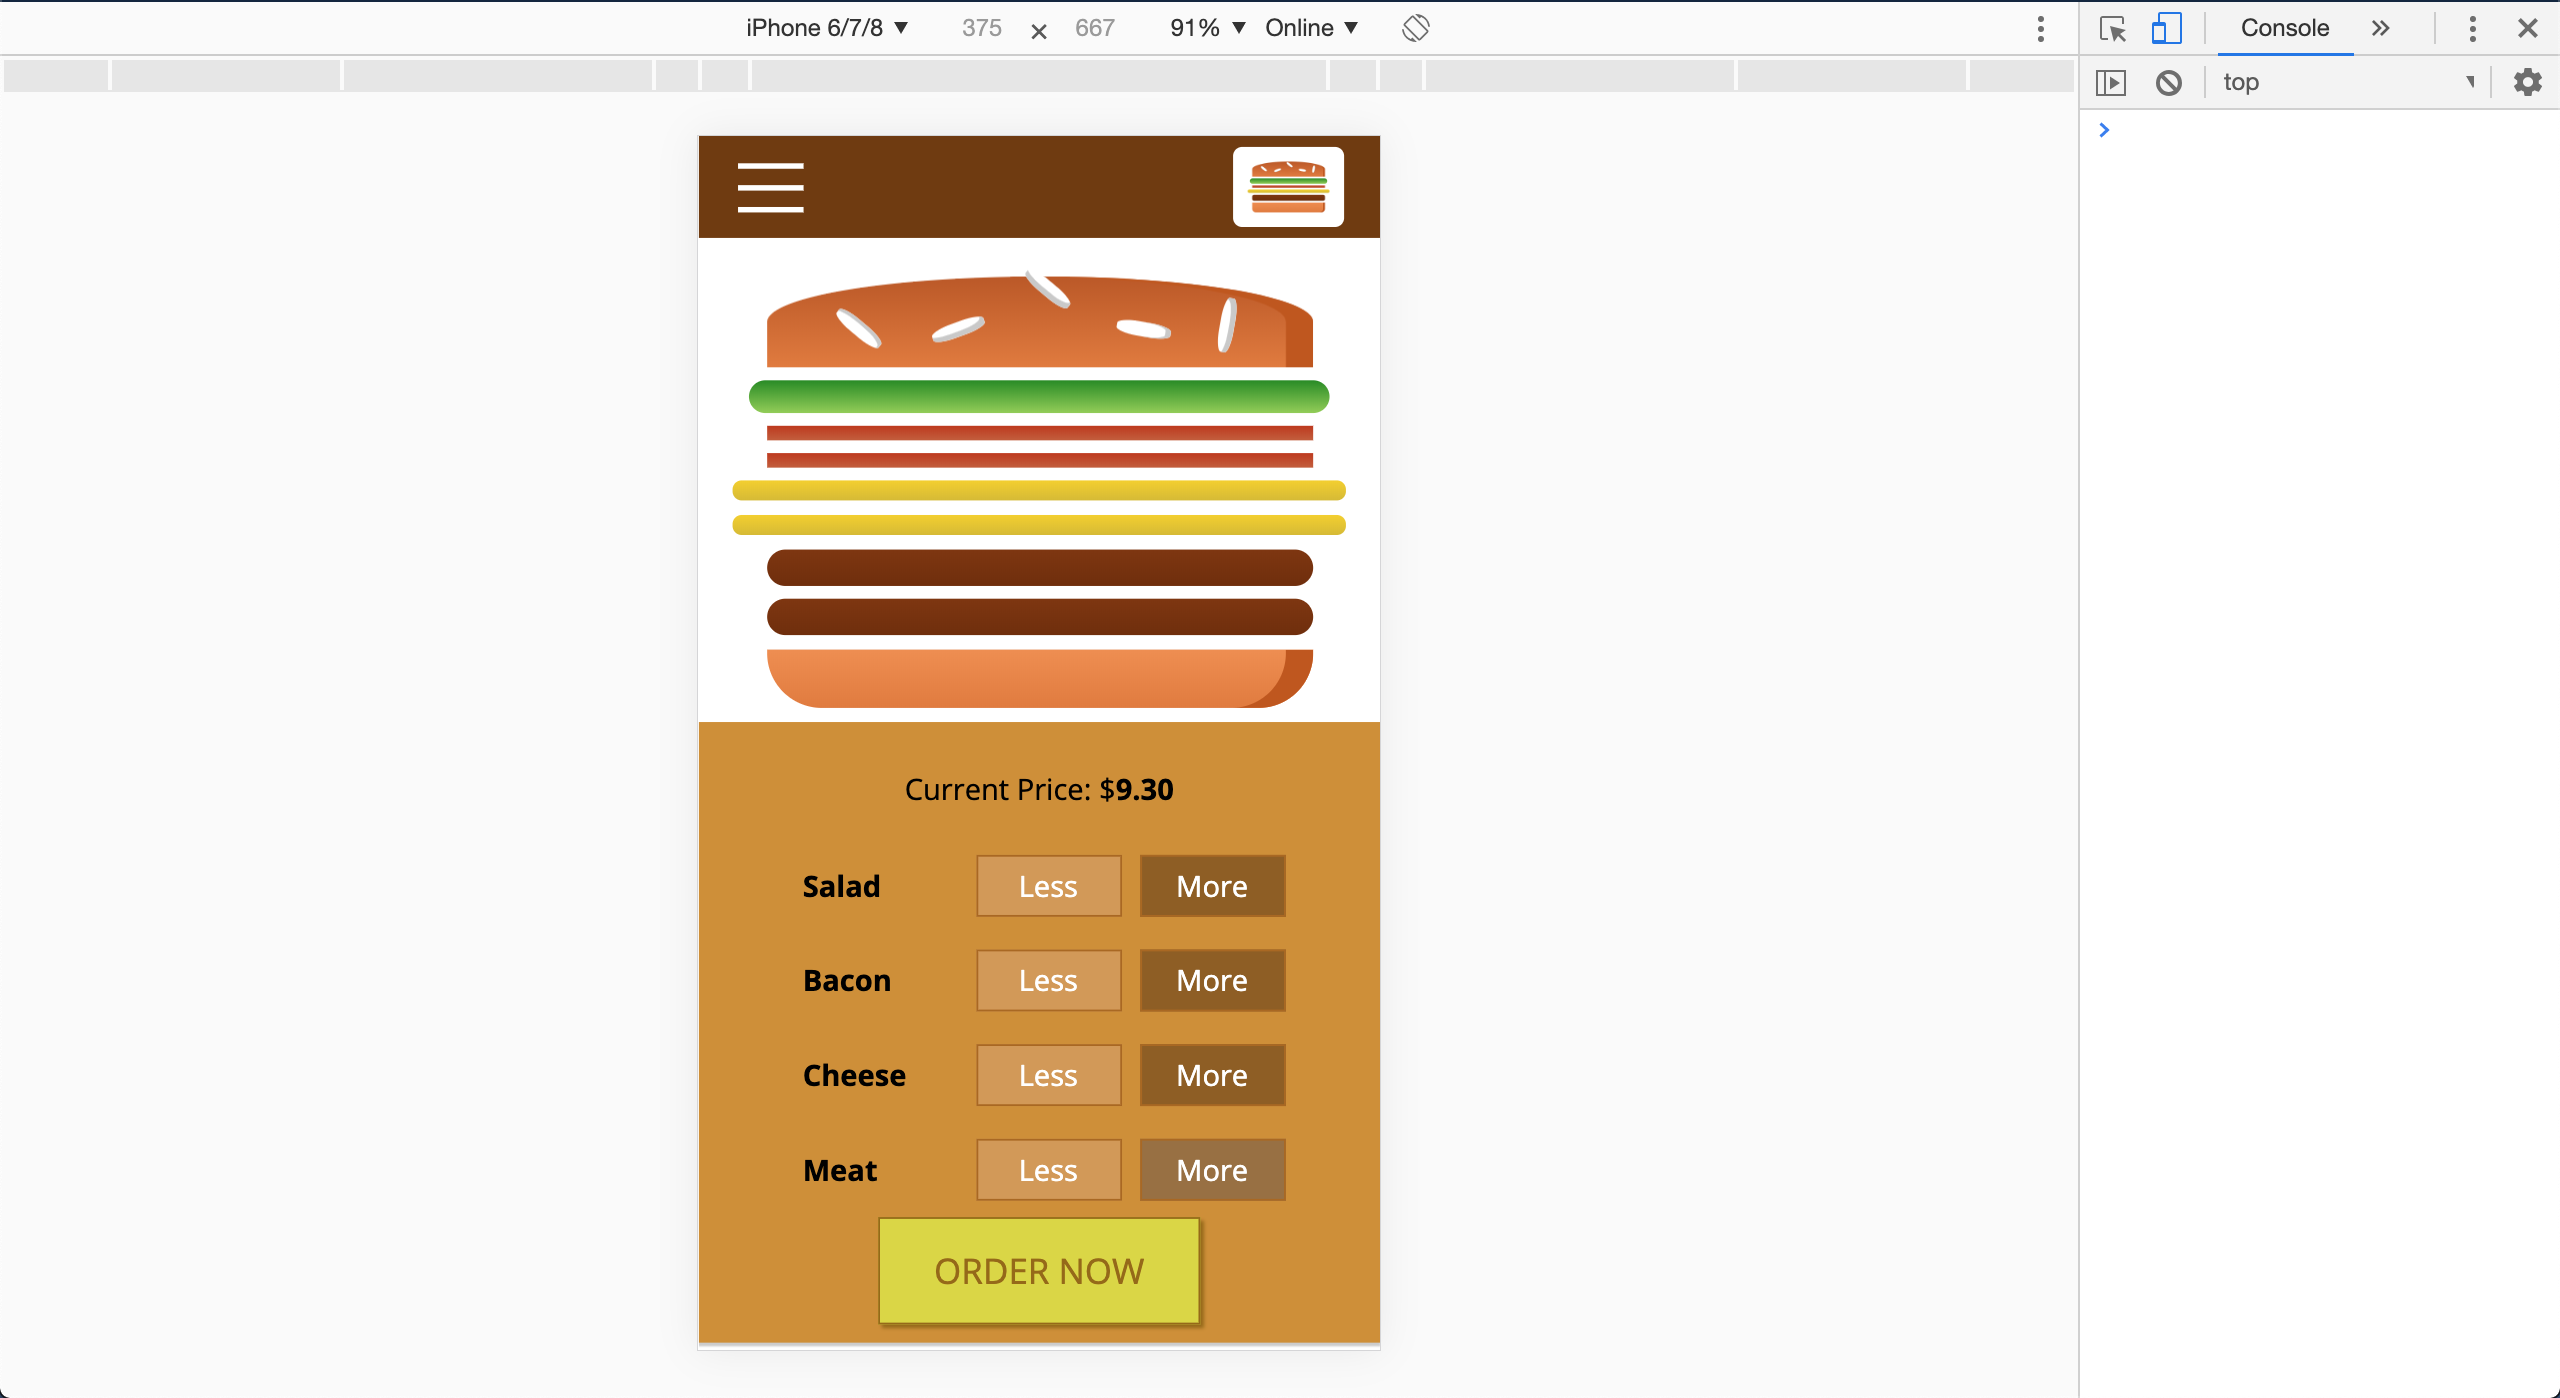 iPhone 6/7/8 ▼ 375 × 667 91% ▼ Online ▼
Console
top
Current Price: $9.30
Salad Less More
Bacon Less More
Cheese Less More
Meat Less More
ORDER NOW